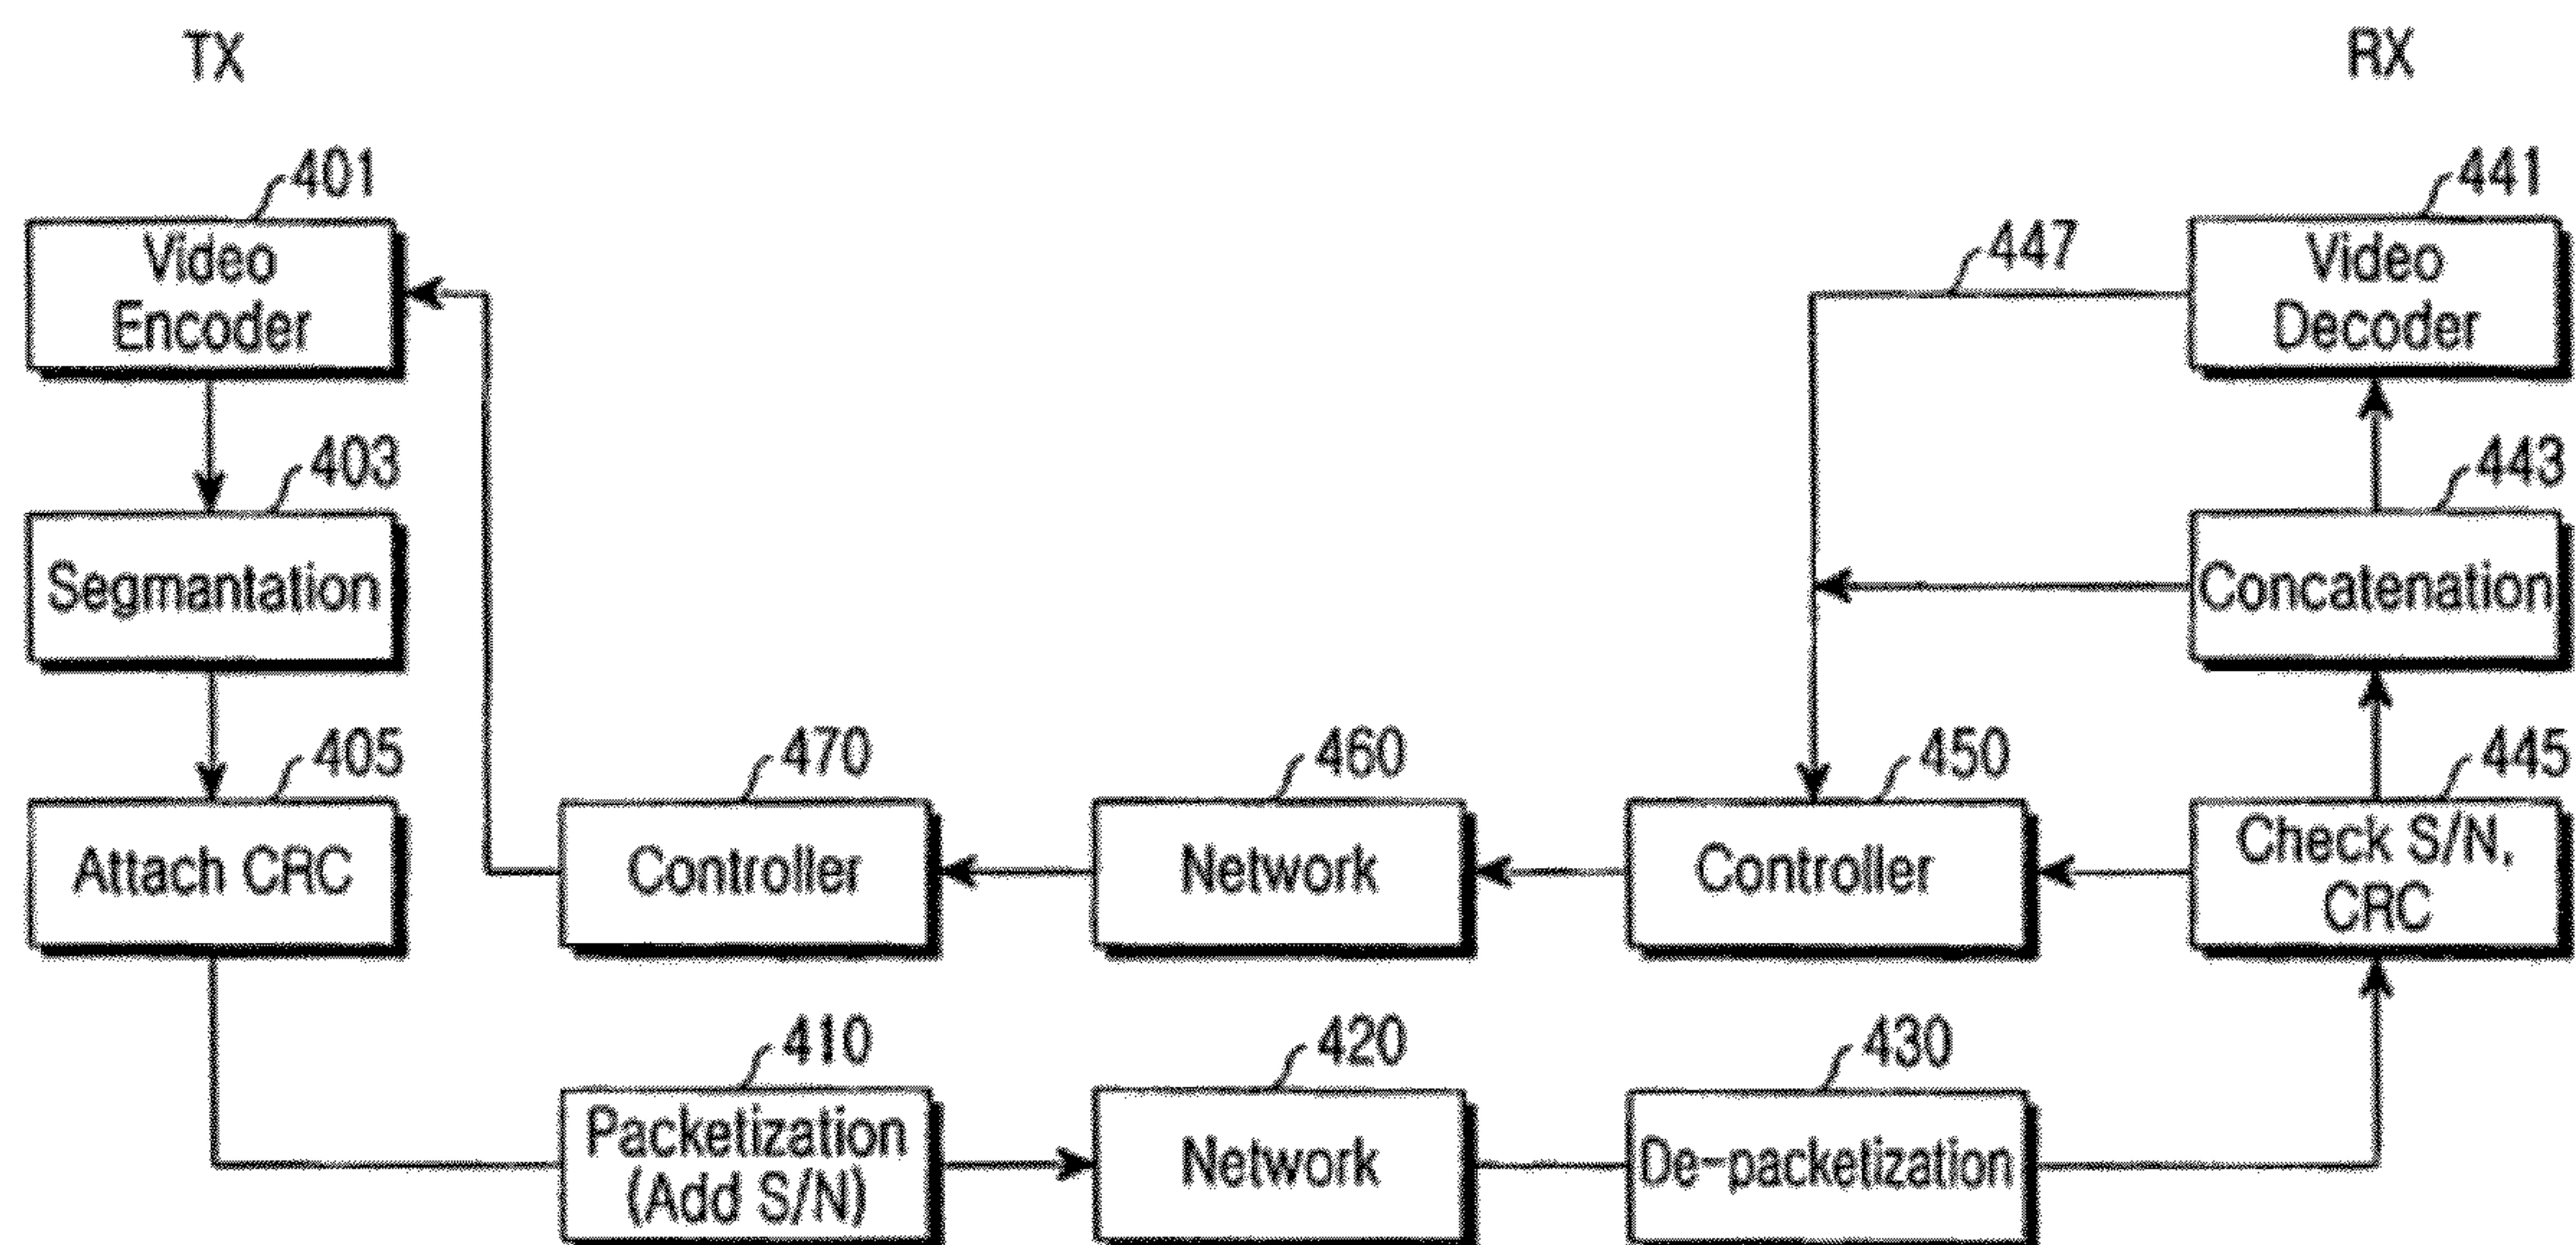 TX
RX
401
Video
Encoder
447
441
Video
Decoder
403
Segmantation
443
Concatenation
405
Attach CRC
470
Controller
460
Network
450
Controller
445
Check S/N,
CRC
410
Packetization
(Add S/N)
420
Network
430
De-packetization